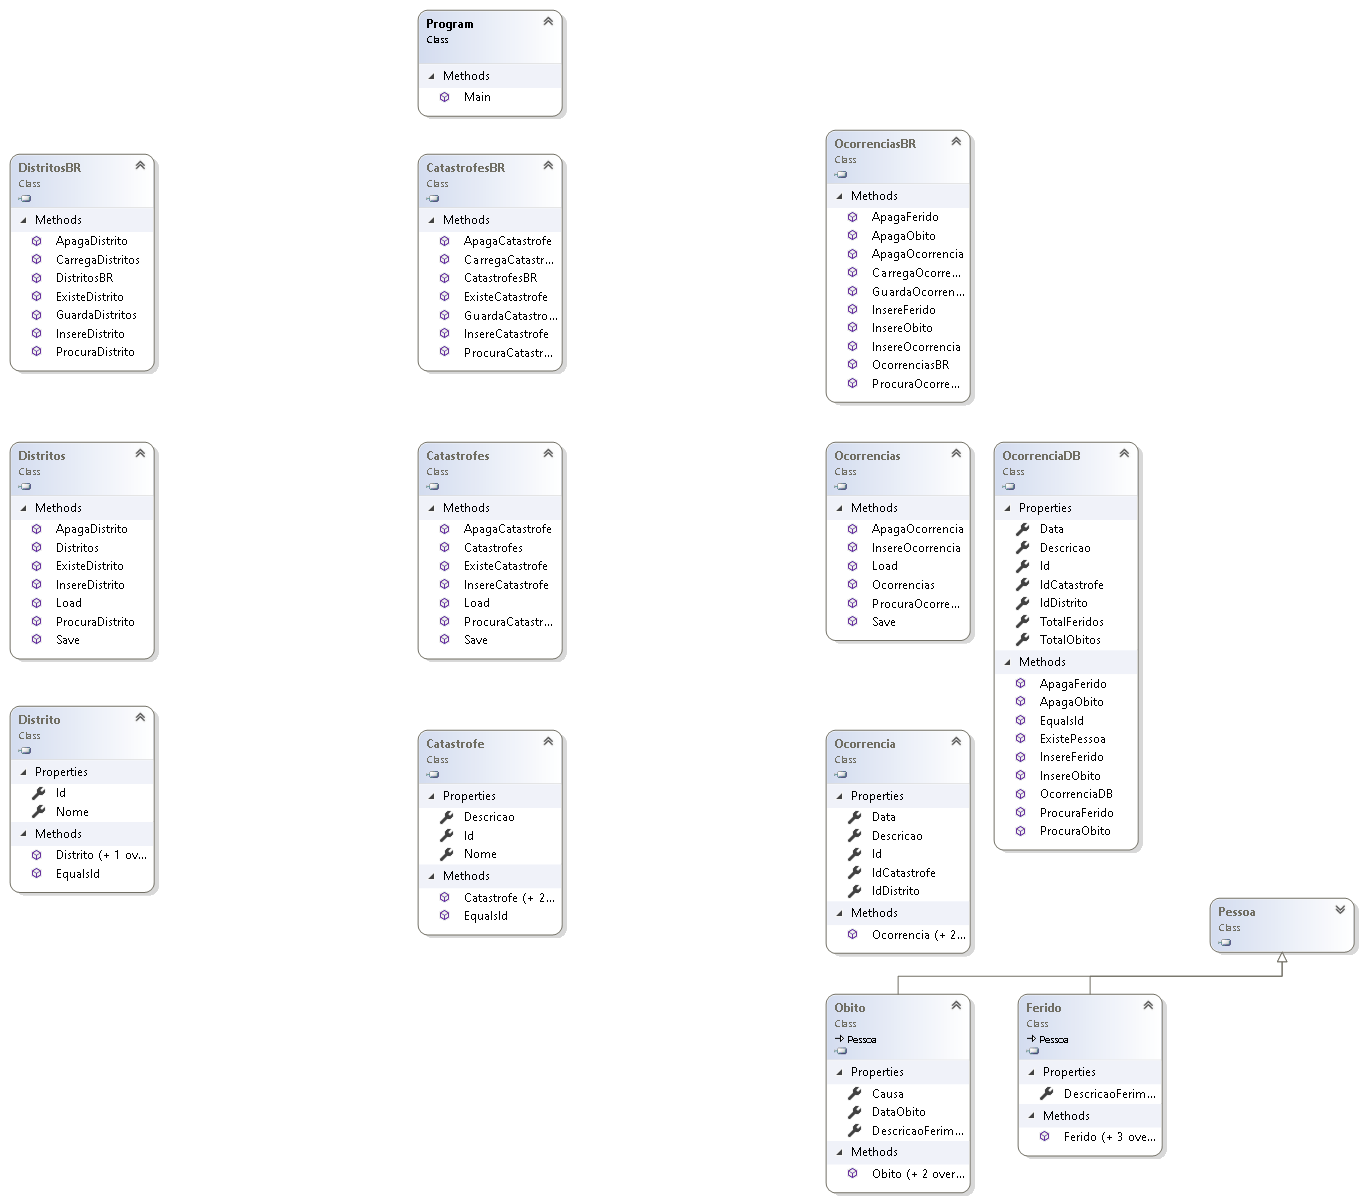 Program
Class
Methods
Main
DistritosBR
Class
Methods
ApagaDistrito
CarregaDistritos
DistritosBR
ExisteDistrito
GuardaDistritos
InsereDistrito
ProcuraDistrito
CatastrofesBR
Class
Methods
ApagaCatastrofe
CarregaCatastr...
CatastrofesBR
ExisteCatastrofe
GuardaCatastro...
InsereCatastrofe
ProcuraCatastr...
OcorrenciasBR
Class
Methods
ApagaFerido
ApagaObito
ApagaOcorrencia
CarregaOcorre...
GuardaOcorren...
InsereFerido
InsereObito
InsereOcorrencia
OcorrenciasBR
ProcuraOcorre...
Distritos
Class
Methods
ApagaDistrito
Distritos
ExisteDistrito
InsereDistrito
Load
ProcuraDistrito
Save
Catastrofes
Class
Methods
ApagaCatastrofe
Catastrofes
ExisteCatastrofe
InsereCatastrofe
Load
ProcuraCatastr...
Save
Ocorrencias
Class
Methods
ApagaOcorrencia
InsereOcorrencia
Load
Ocorrencias
ProcuraOcorre...
Save
OcorrenciaDB
Class
Properties
Data
Descricao
Id
IdCatastrofe
IdDistrito
TotalFeridos
TotalObitos
Methods
ApagaFerido
ApagaObito
EqualsId
ExistePessoa
InsereFerido
InsereObito
OcorrenciaDB
ProcuraFerido
ProcuraObito
Distrito
Class
Properties
Id
Nome
Methods
Distrito (+ 1 ov...
EqualsId
Catastrofe
Class
Properties
Descricao
Id
Nome
Methods
Catastrofe (+ 2...
EqualsId
Ocorrencia
Class
Properties
Data
Descricao
Id
IdCatastrofe
IdDistrito
Methods
Ocorrencia (+ 2...
Pessoa
Class
Obito
Class
Pessoa
Properties
Causa
DataObito
DescricaoFerim...
Methods
Obito (+ 2 over...
Ferido
Class
Pessoa
Properties
DescricaoFerim...
Methods
Ferido (+ 3 ove...